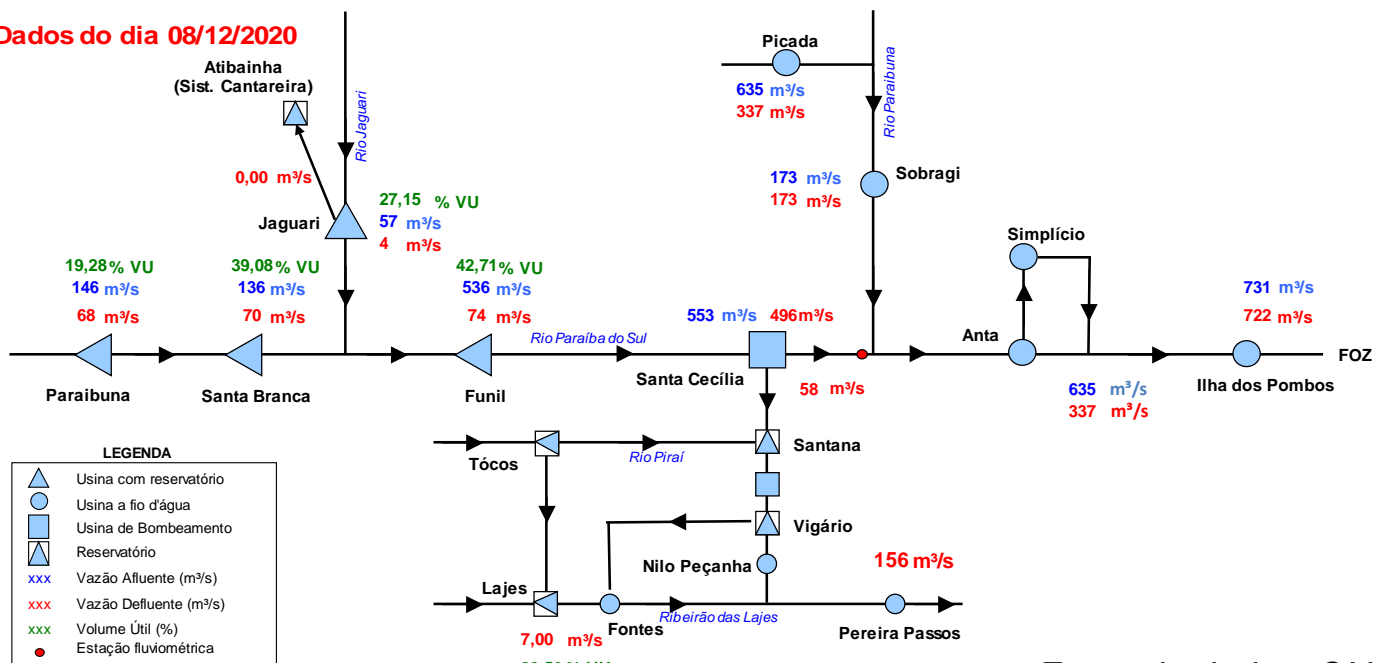 Dados do dia 08/12/2020
Atibainha
(Sist. Cantareira)
Rio Jaguari
0,00 m³/s
Jaguari
27,15 % VU
57 m³/s
4 m³/s
Picada
635 m³/s
337 m³/s
Rio Paraibuna
173 m³/s
173 m³/s
Sobragi
19,28% VU
146 m³/s
68 m³/s
Paraibuna
39,08% VU
136 m³/s
70 m³/s
Santa Branca
42,71% VU
536 m³/s
74 m³/s
Funil
Rio Paraíba do Sul
553 m³/s 496m³/s
Santa Cecília
58 m³/s
Simplício
Anta
635 m³/s
337 m³/s
731 m³/s
722 m³/s
Ilha dos Pombos
FOZ
Tócos
Rio Piraí
Santana
Vigário
Nilo Peçanha
156 m³/s
Lajes
7,00 m³/s
Fontes
Ribeirão das Lajes
Pereira Passos
LEGENDA
Usina com reservatório
Usina a fio d'água
Usina de Bombeamento
Reservatório
xxx Vazão Afluente (m³/s)
xxx Vazão Defluente (m³/s)
xxx Volume Útil (%)
Estação fluviométrica